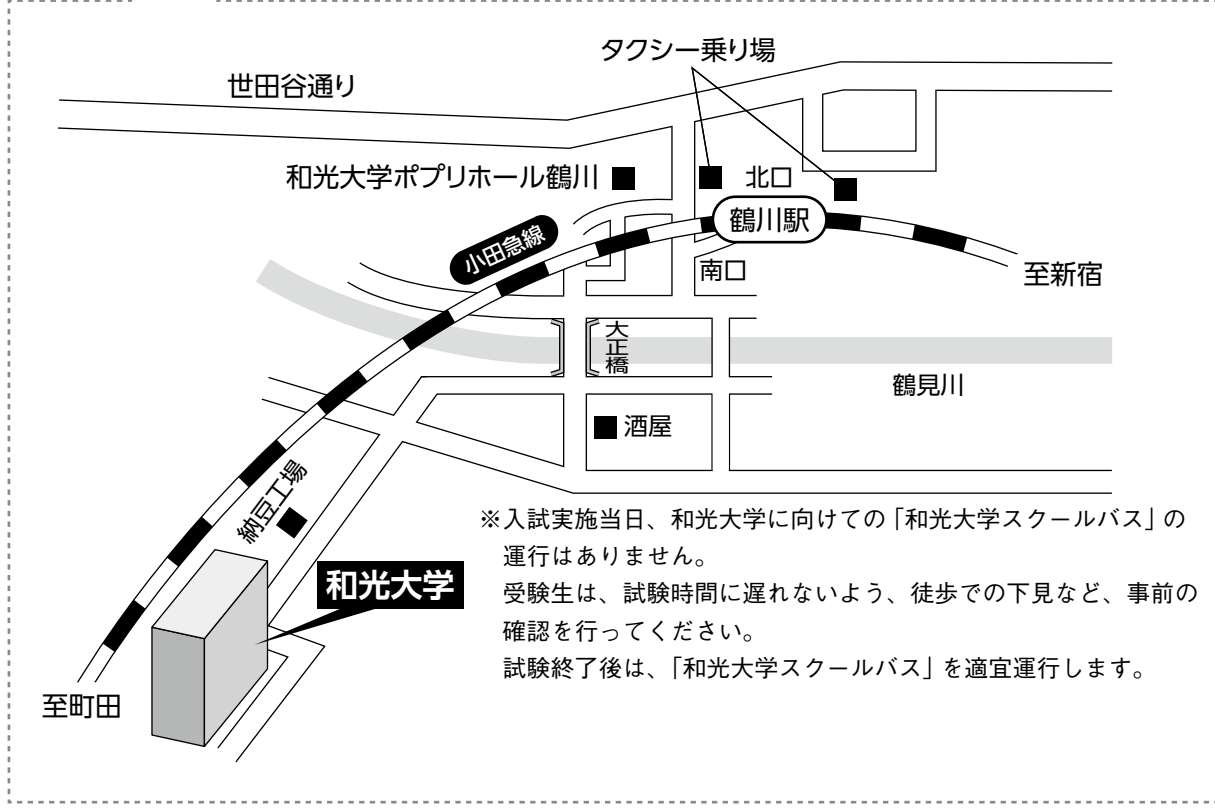 タクシー乗り場
世田谷通り
和光大学ポプリホール鶴川
北口
鶴川駅
小田急線
南口
至新宿
大正橋
鶴見川
酒屋
納豆工場
※入試実施当日、和光大学に向けての「和光大学スクールバス」の
運行はありません。
受験生は、試験時間に遅れないよう、徒歩での下見など、事前の
確認を行ってください。
試験終了後は、「和光大学スクールバス」を適宜運行します。
和光大学
至町田